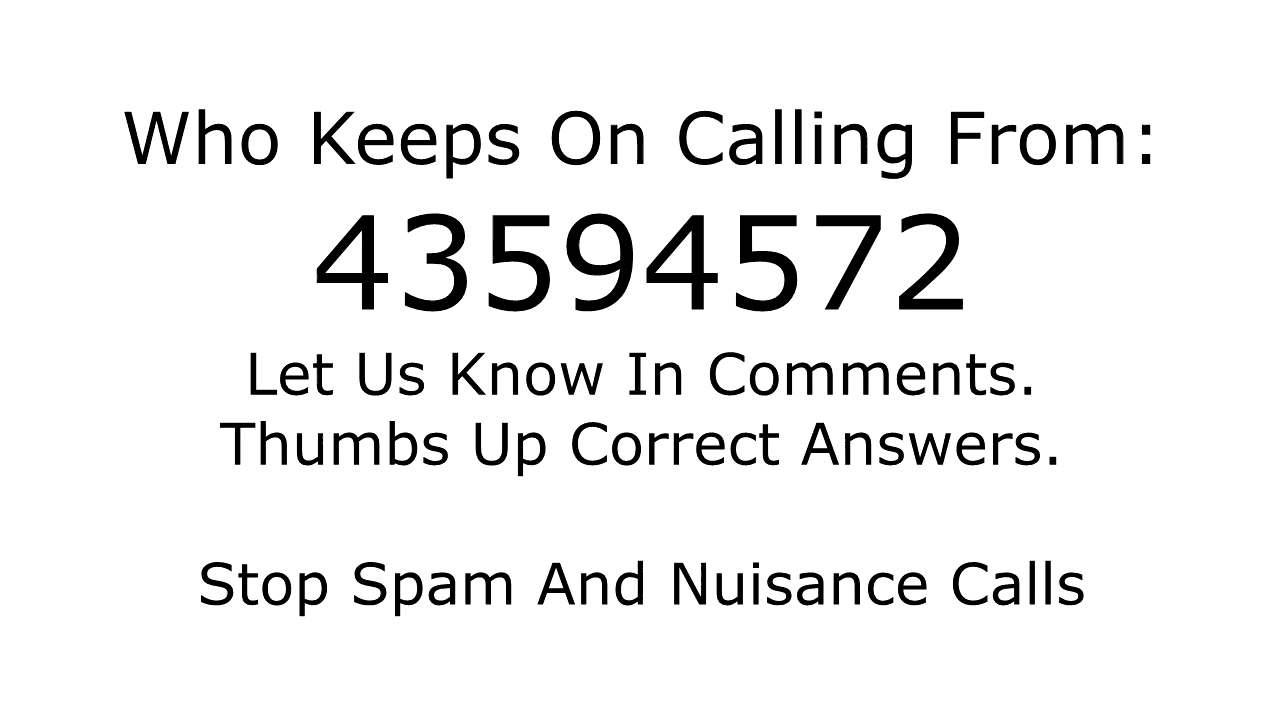 Who Keeps On Calling From:
43594572
Let Us Know In Comments.
Thumbs Up Correct Answers.
Stop Spam And Nuisance Calls